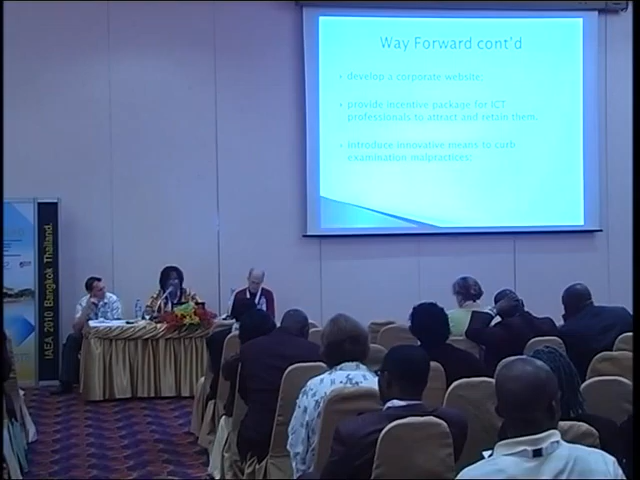 Way Forward cont'd
develop a corporate website;
provide incentive package for ICT
professionals to attract and retain them.
introduce innovative means to curb
examination malpractices;
IAEA 2010 Bangkok Thailand.